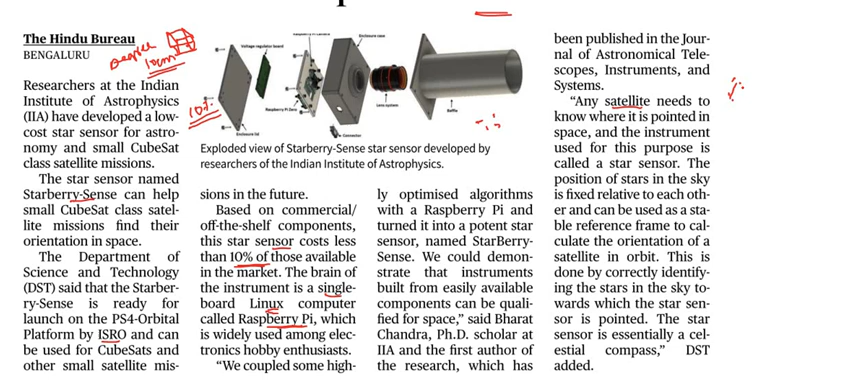 The Hindu Bureau
BENGALURU
10cm
10%
Researchers at the Indian
Institute of Astrophysics
(IIA) have developed a low-
cost star sensor for astro-
nomy and small CubeSat
class satellite missions.
The star sensor named
Starberry-Sense can help
small CubeSat class satel-
lite missions find their
orientation in space.
The Department of
Science and Technology
(DST) said that the Starber-
ry-Sense is ready for
launch on the PS4-Orbital
Platform by ISRO and can
be used for CubeSats and
other small satellite mis-
Voltage regulator board
Enclosure case
Raspberry Pi Zero
Lens system
Baffle
Enclosure lid
Connector
Exploded view of Starberry-Sense star sensor developed by
researchers of the Indian Institute of Astrophysics.
sions in the future.
Based on commercial/
off-the-shelf components,
this star sensor costs less
than 10% of those available
in the market. The brain of
the instrument is a single-
board Linux computer
called Raspberry Pi, which
is widely used among elec-
tronics hobby enthusiasts.
“We coupled some high-
ly optimised algorithms
with a Raspberry Pi and
turned it into a potent star
sensor, named StarBerry-
Sense. We could demon-
strate that instruments
built from easily available
components can be quali-
fied for space,” said Bharat
Chandra, Ph.D. scholar at
IIA and the first author of
the research, which has
been published in the Jour-
nal of Astronomical Tele-
scopes, Instruments, and
Systems.
“Any satellite needs to
know where it is pointed in
space, and the instrument
used for this purpose is
called a star sensor. The
position of stars in the sky
is fixed relative to each oth-
er and can be used as a sta-
ble reference frame to cal-
culate the orientation of a
satellite in orbit. This is
done by correctly identify-
ing the stars in the sky to-
wards which the star sen-
sor is pointed. The star
sensor is essentially a cel-
estial compass,” DST
added.